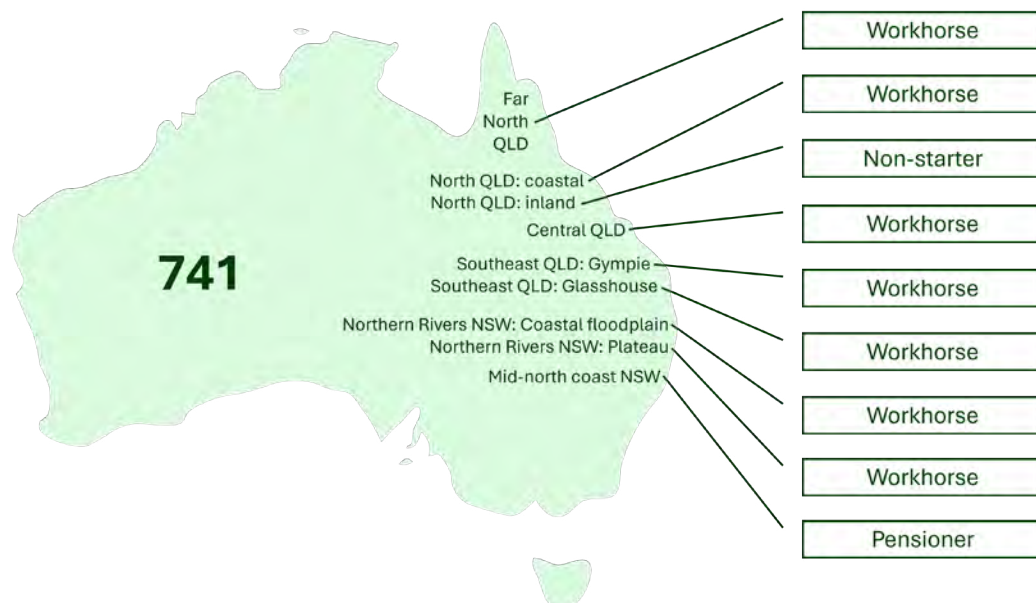 Workhorse
Far
North
QLD
Workhorse
North QLD: coastal
North QLD: inland
Non-starter
Central QLD
Workhorse
741
Southeast QLD: Gympie
Southeast QLD: Glasshouse
Workhorse
Northern Rivers NSW: Coastal floodplain
Northern Rivers NSW: Plateau
Workhorse
Mid-north coast NSW
Workhorse
Workhorse
Pensioner